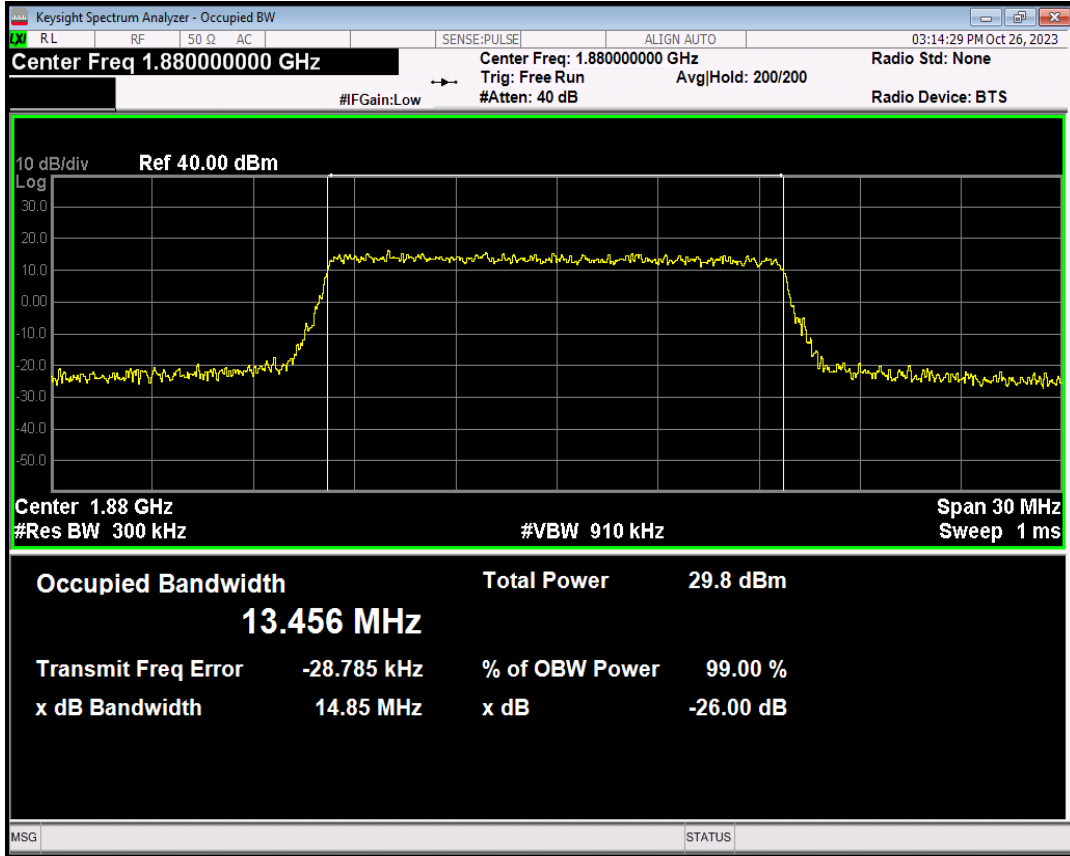 Keysight Spectrum Analyzer - Occupied BW
LXI RL RF 50 Ω AC SENSE:PULSE ALIGN AUTO 03:14:29 PM Oct 26, 2023
Center Freq 1.880000000 GHz
Center Freq: 1.880000000 GHz
Radio Std: None
Trig: Free Run Avg|Hold: 200/200
#IFGain:Low #Atten: 40 dB Radio Device: BTS
10 dB/div Ref 40.00 dBm
Log
30.0
20.0
10.0
0.00
-10.0
-20.0
-30.0
-40.0
-50.0
Center 1.88 GHz Span 30 MHz
#Res BW 300 kHz #VBW 910 kHz Sweep 1 ms
Occupied Bandwidth Total Power 29.8 dBm
13.456 MHz
Transmit Freq Error -28.785 kHz % of OBW Power 99.00 %
x dB Bandwidth 14.85 MHz x dB -26.00 dB
MSG STATUS